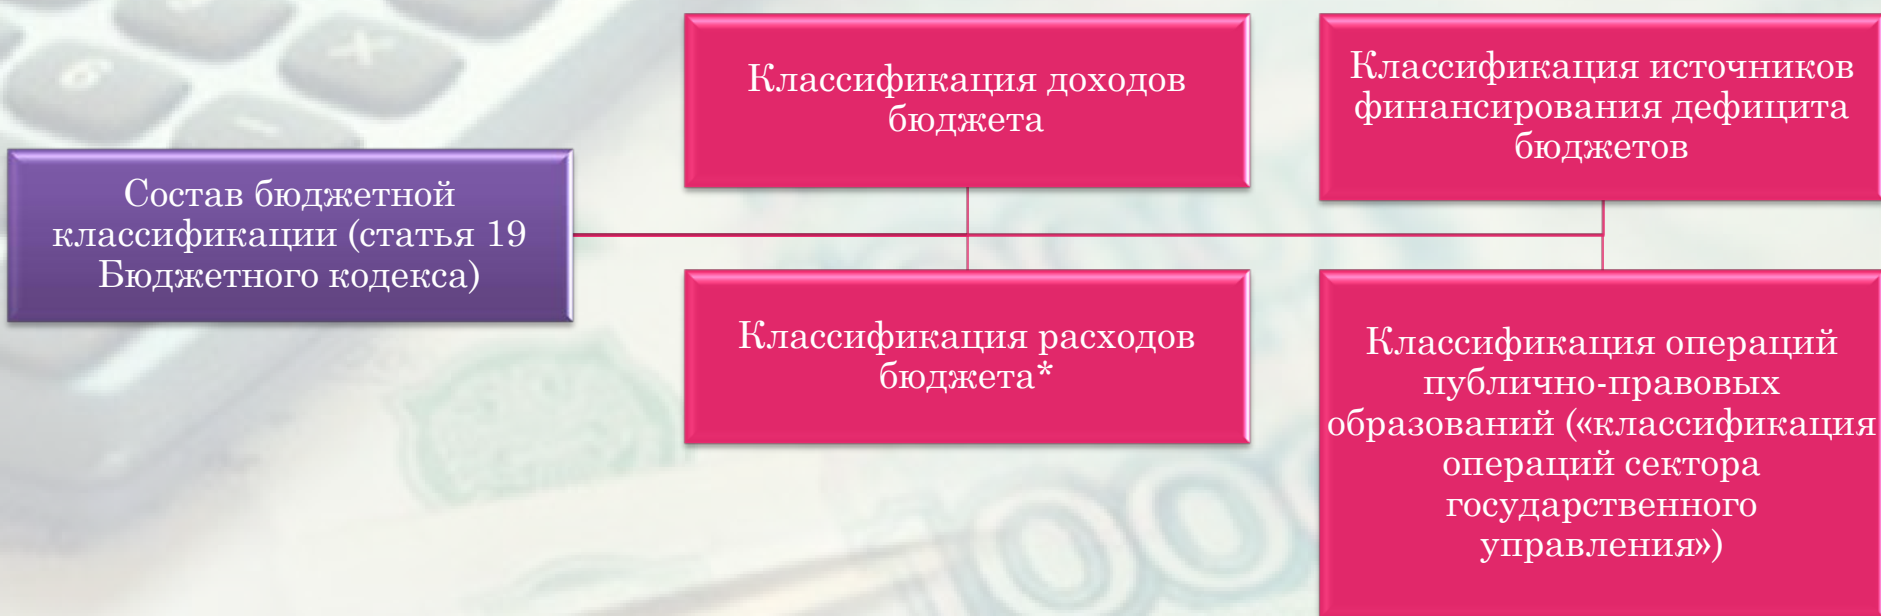 Классификация доходов
бюджета
Классификация источников
финансирования дефицита
бюджетов
Состав бюджетной
классификации (статья 19
Бюджетного кодекса)
Классификация расходов
бюджета*
Классификация операций
публично-правовых
образований («классификация
операций сектора
государственного
управления»)